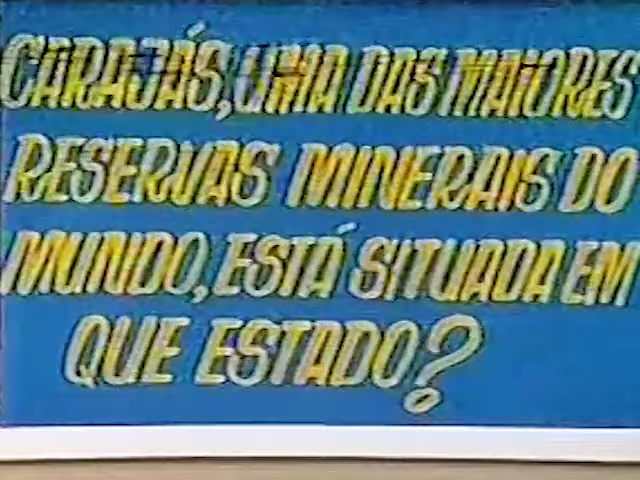 CARAJÁS, UMA DAS MAIORES
RESERVAS MINERAIS DO
MUNDO, ESTÁ SITUADA EM
QUE ESTADO?